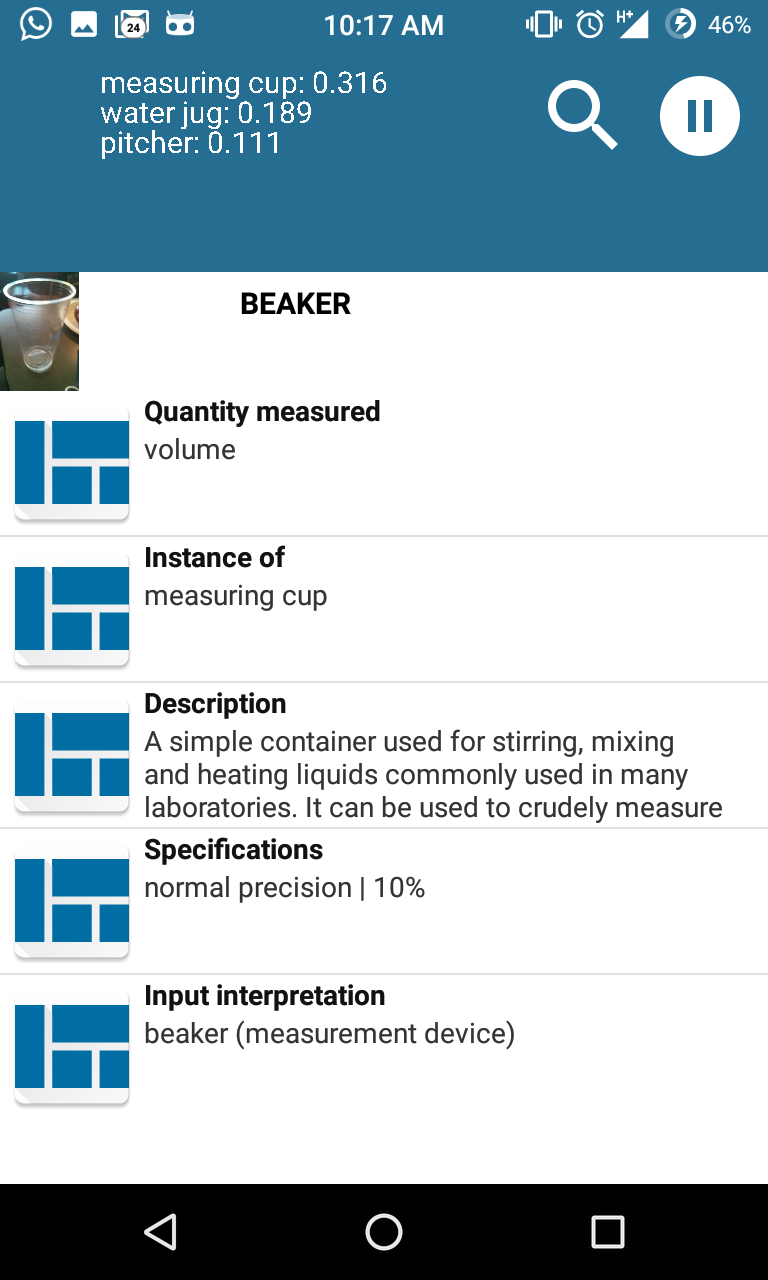 24
10:17 AM
H+
46%
measuring cup: 0.316
water jug: 0.189
pitcher: 0.111
BEAKER
Quantity measured
volume
Instance of
measuring cup
Description
A simple container used for stirring, mixing
and heating liquids commonly used in many
laboratories. It can be used to crudely measure
Specifications
normal precision | 10%
Input interpretation
beaker (measurement device)